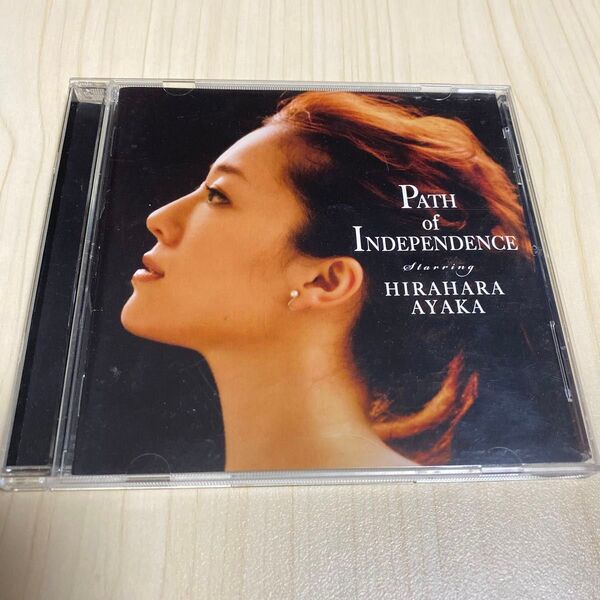 PATH
of
INDEPENDENCE
Starring
HIRAHARA
AYAKA